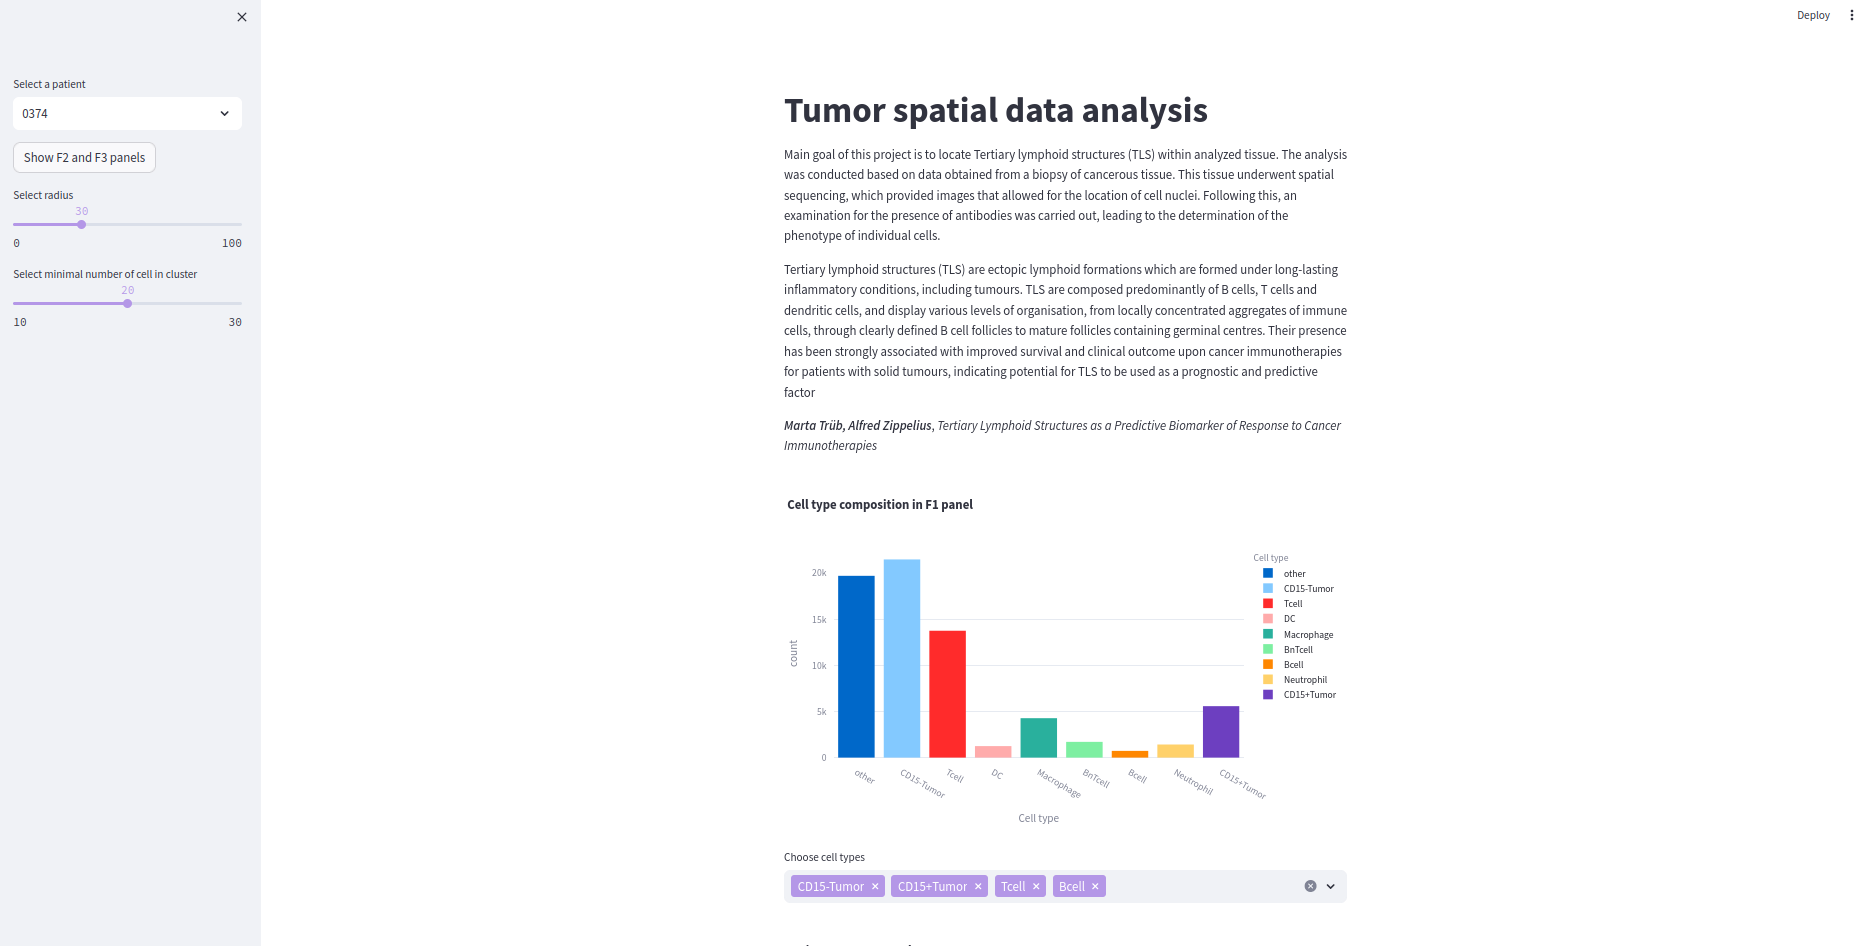 Deploy
Select a patient
0374
Show F2 and F3 panels
Select radius
30
0 100
Select minimal number of cell in cluster
20
10 30
Tumor spatial data analysis
Main goal of this project is to locate Tertiary lymphoid structures (TLS) within analyzed tissue. The analysis
was conducted based on data obtained from a biopsy of cancerous tissue. This tissue underwent spatial
sequencing, which provided images that allowed for the location of cell nuclei. Following this, an
examination for the presence of antibodies was carried out, leading to the determination of the
phenotype of individual cells.
Tertiary lymphoid structures (TLS) are ectopic lymphoid formations which are formed under long-lasting
inflammatory conditions, including tumours. TLS are composed predominantly of B cells, T cells and
dendritic cells, and display various levels of organisation, from locally concentrated aggregates of immune
cells, through clearly defined B cell follicles to mature follicles containing germinal centres. Their presence
has been strongly associated with improved survival and clinical outcome upon cancer immunotherapies
for patients with solid tumours, indicating potential for TLS to be used as a prognostic and predictive
factor
Marta Trüb, Alfred Zippelius, Tertiary Lymphoid Structures as a Predictive Biomarker of Response to Cancer
Immunotherapies
Cell type composition in F1 panel
20k
15k
10k
5k
0
count
other
CD15-Tumor
Tcell
DC
Macrophage
BnTcell
Bcell
Neutrophil
CD15+Tumor
Cell type
Cell type
other
CD15-Tumor
Tcell
DC
Macrophage
BnTcell
Bcell
Neutrophil
CD15+Tumor
Choose cell types
CD15-Tumor CD15+Tumor Tcell Bcell